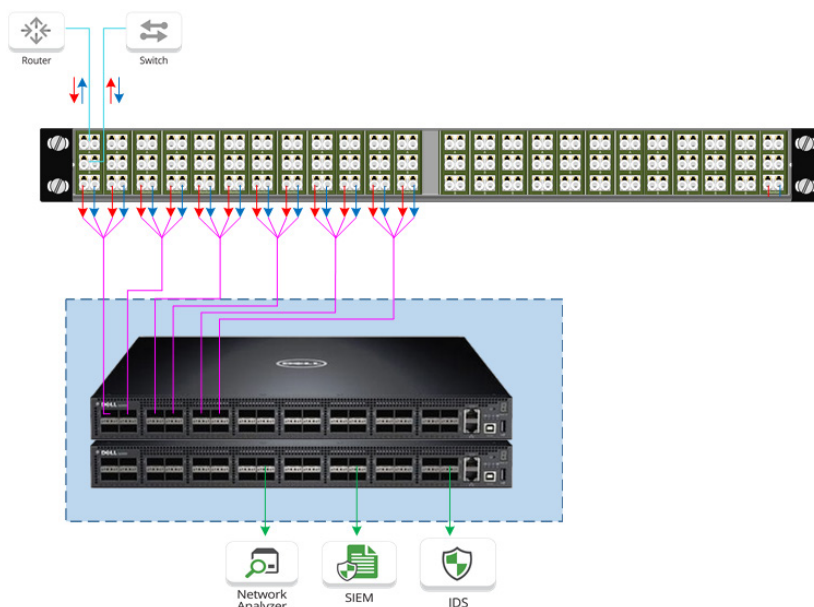 Router
Switch
DELL
DELL
DELL
Network
Analyzer
SIEM
IDS